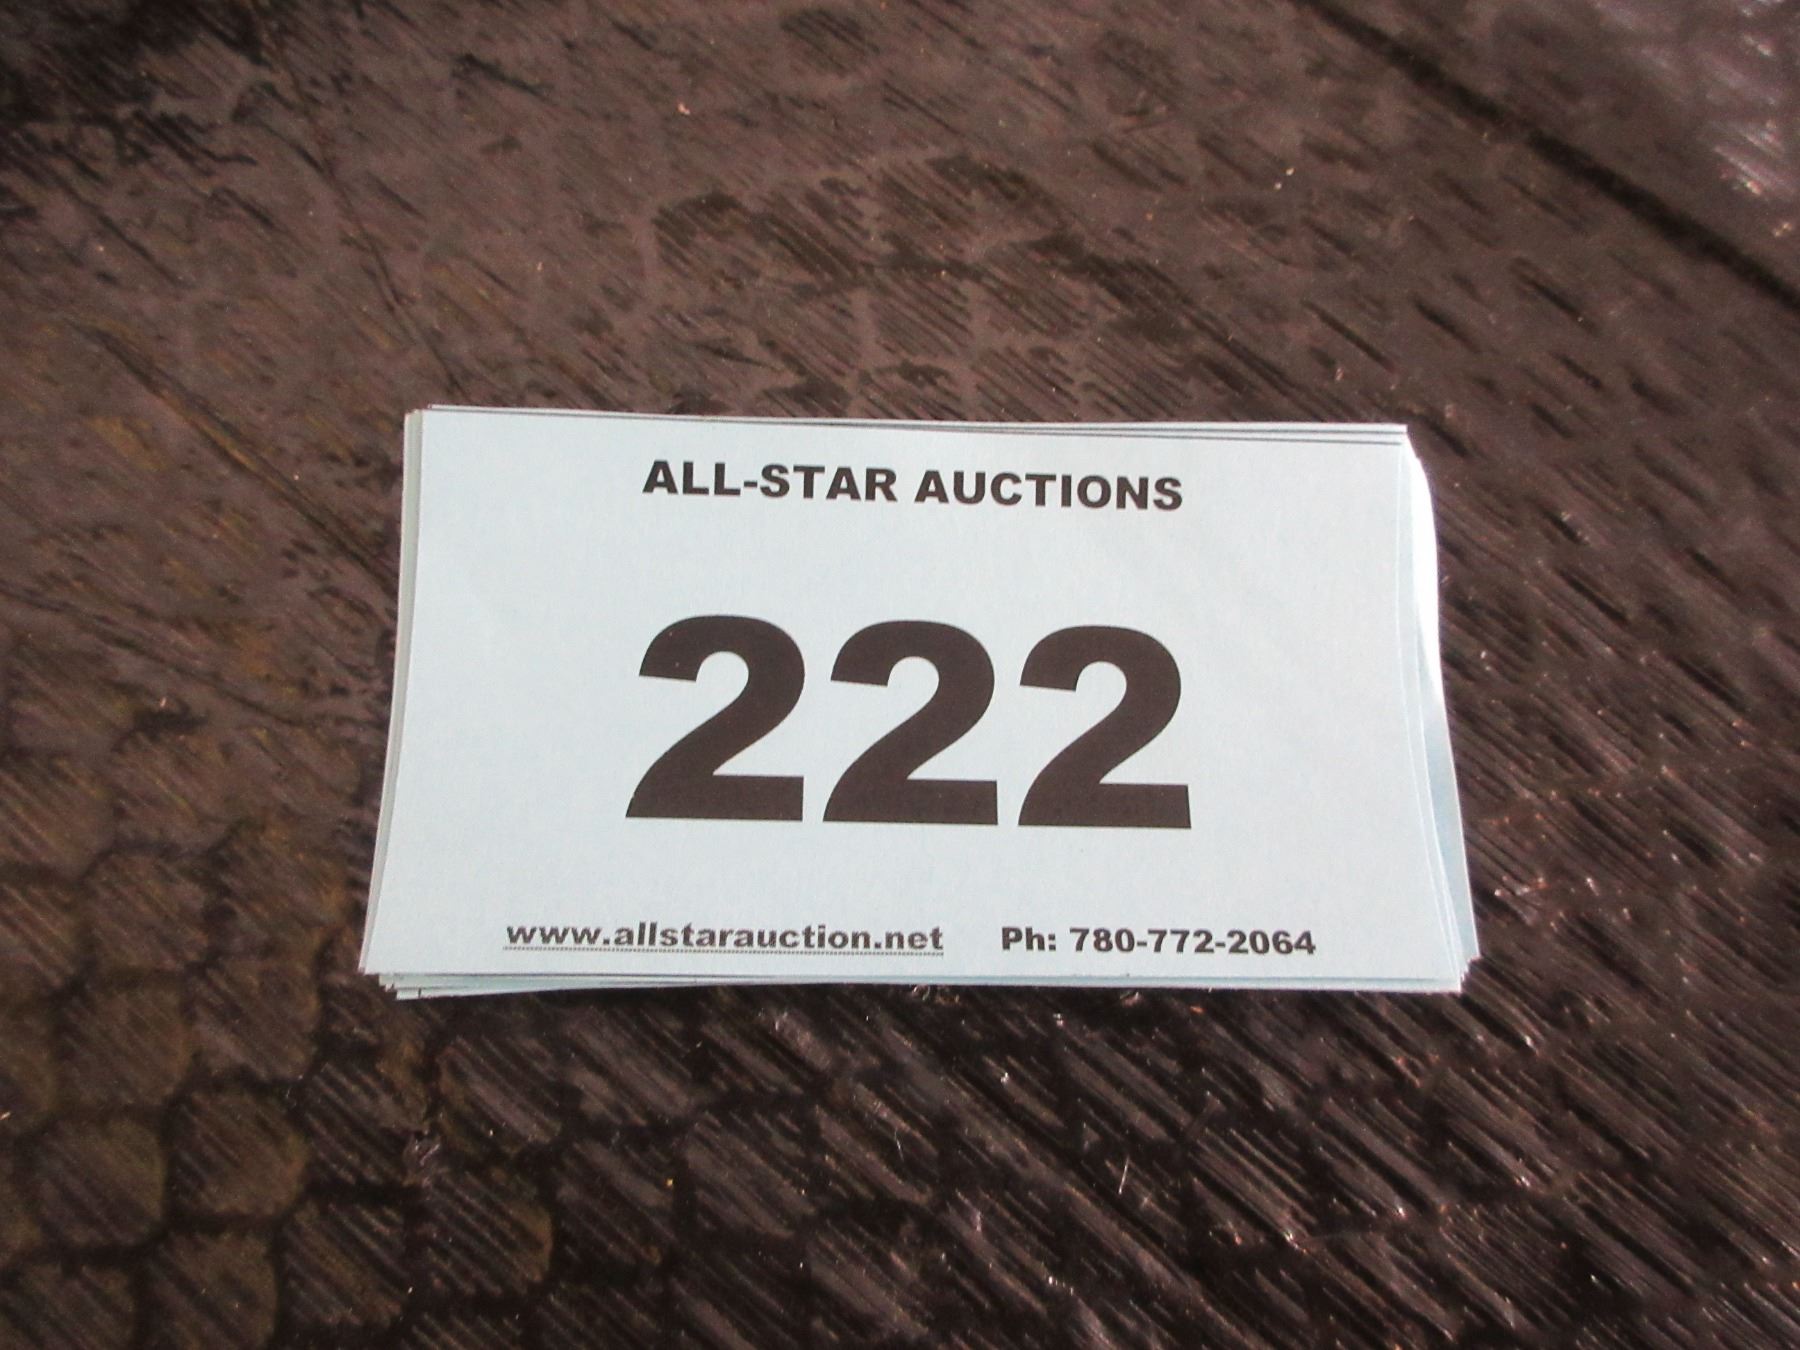 ALL-STAR AUCTIONS
222
www.allstarauction.net Ph: 780-772-2064